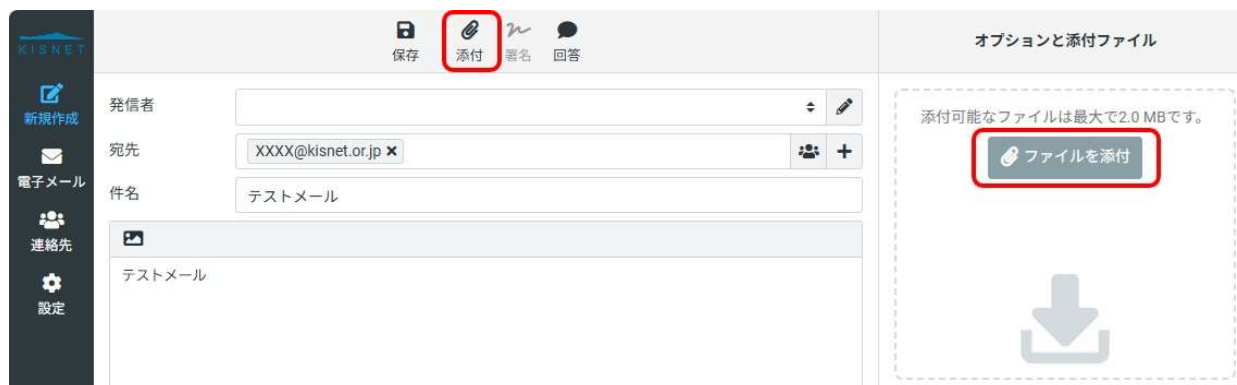 KISNET
新規作成
電子メール
連絡先
設定
保存
添付
署名
回答
発信者
宛先
XXXX@kisnet.or.jp
件名
テストメール
テストメール
オプションと添付ファイル
添付可能なファイルは最大で2.0 MBです。
ファイルを添付